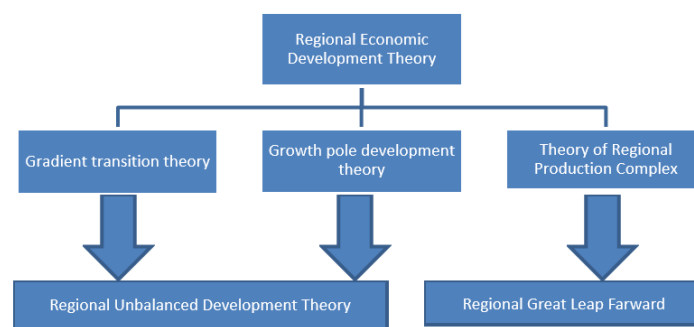 Regional Economic
Development Theory
Gradient transition theory
Growth pole development
theory
Theory of Regional
Production Complex
Regional Unbalanced Development Theory
Regional Great Leap Farward